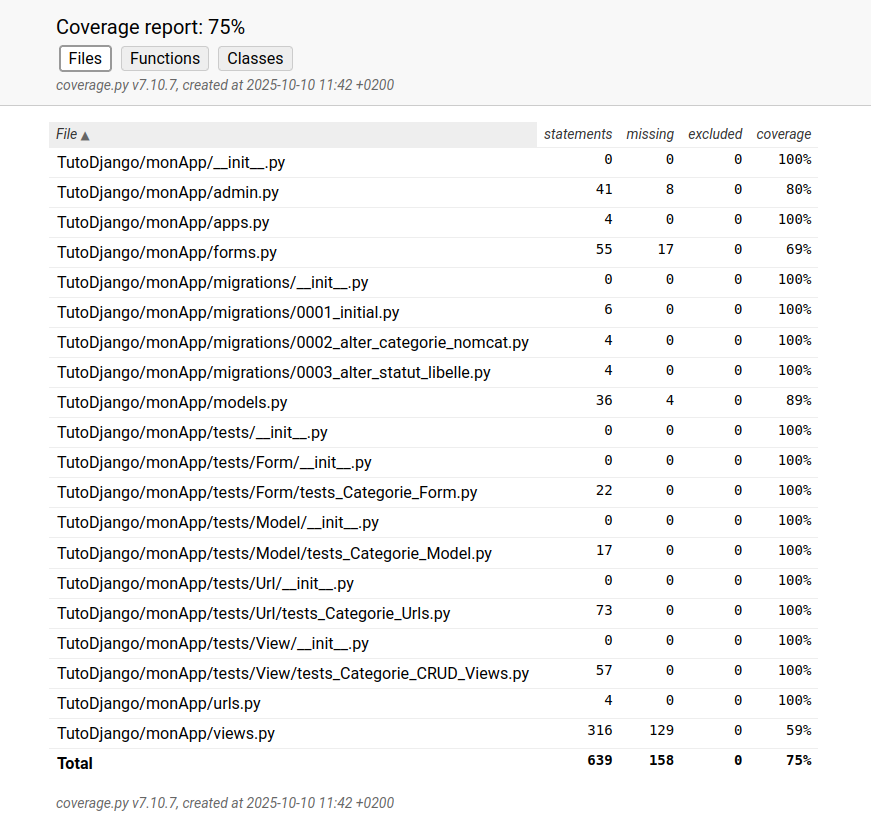 Coverage report: 75%
Files Functions Classes
coverage.py v7.10.7, created at 2025-10-10 11:42 +0200
File ▲ statements missing excluded coverage
TutoDjango/monApp/__init__.py 0 0 0 100%
TutoDjango/monApp/admin.py 41 8 0 80%
TutoDjango/monApp/apps.py 4 0 0 100%
TutoDjango/monApp/forms.py 55 17 0 69%
TutoDjango/monApp/migrations/__init__.py 0 0 0 100%
TutoDjango/monApp/migrations/0001_initial.py 6 0 0 100%
TutoDjango/monApp/migrations/0002_alter_categorie_nomcat.py 4 0 0 100%
TutoDjango/monApp/migrations/0003_alter_statut_libelle.py 4 0 0 100%
TutoDjango/monApp/models.py 36 4 0 89%
TutoDjango/monApp/tests/__init__.py 0 0 0 100%
TutoDjango/monApp/tests/Form/__init__.py 0 0 0 100%
TutoDjango/monApp/tests/Form/tests_Categorie_Form.py 22 0 0 100%
TutoDjango/monApp/tests/Model/__init__.py 0 0 0 100%
TutoDjango/monApp/tests/Model/tests_Categorie_Model.py 17 0 0 100%
TutoDjango/monApp/tests/Url/__init__.py 0 0 0 100%
TutoDjango/monApp/tests/Url/tests_Categorie_Urls.py 73 0 0 100%
TutoDjango/monApp/tests/View/__init__.py 0 0 0 100%
TutoDjango/monApp/tests/View/tests_Categorie_CRUD_Views.py 57 0 0 100%
TutoDjango/monApp/urls.py 4 0 0 100%
TutoDjango/monApp/views.py 316 129 0 59%
Total 639 158 0 75%
coverage.py v7.10.7, created at 2025-10-10 11:42 +0200